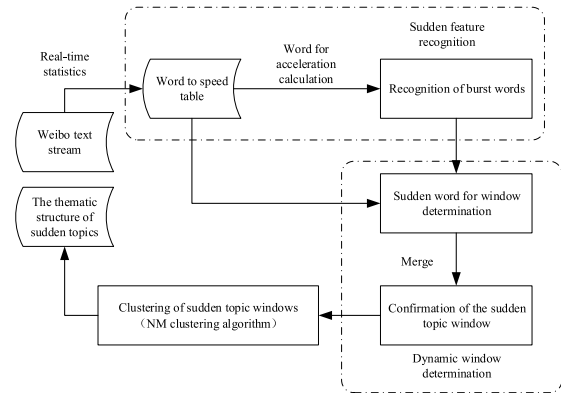 Sudden feature
recognition
Real-time
statistics
Word for
acceleration
calculation
Word to speed
table
Recognition of burst words
Weibo text
stream
The thematic
structure of
sudden topics
Sudden word for window
determination
Merge
Clustering of sudden topic windows
（NM clustering algorithm）
Confirmation of the sudden
topic window
Dynamic window
determination